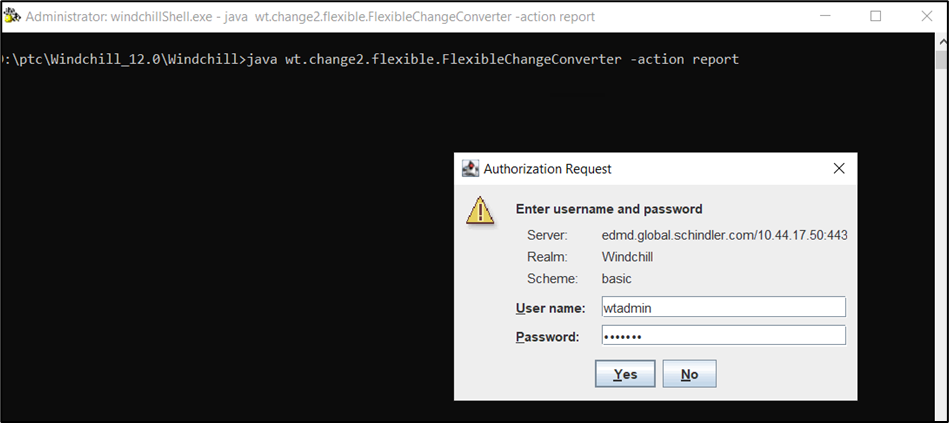 Administrator: windchillShell.exe - java  wt.change2.flexible.FlexibleChangeConverter -action report
:\ptc\Windchill_12.0\Windchill>java wt.change2.flexible.FlexibleChangeConverter -action report
Authorization Request
Enter username and password
Server: edmd.global.schindler.com/10.44.17.50:443
Realm: Windchill
Scheme: basic
User name: wtadmin
Password: •••••••
Yes No